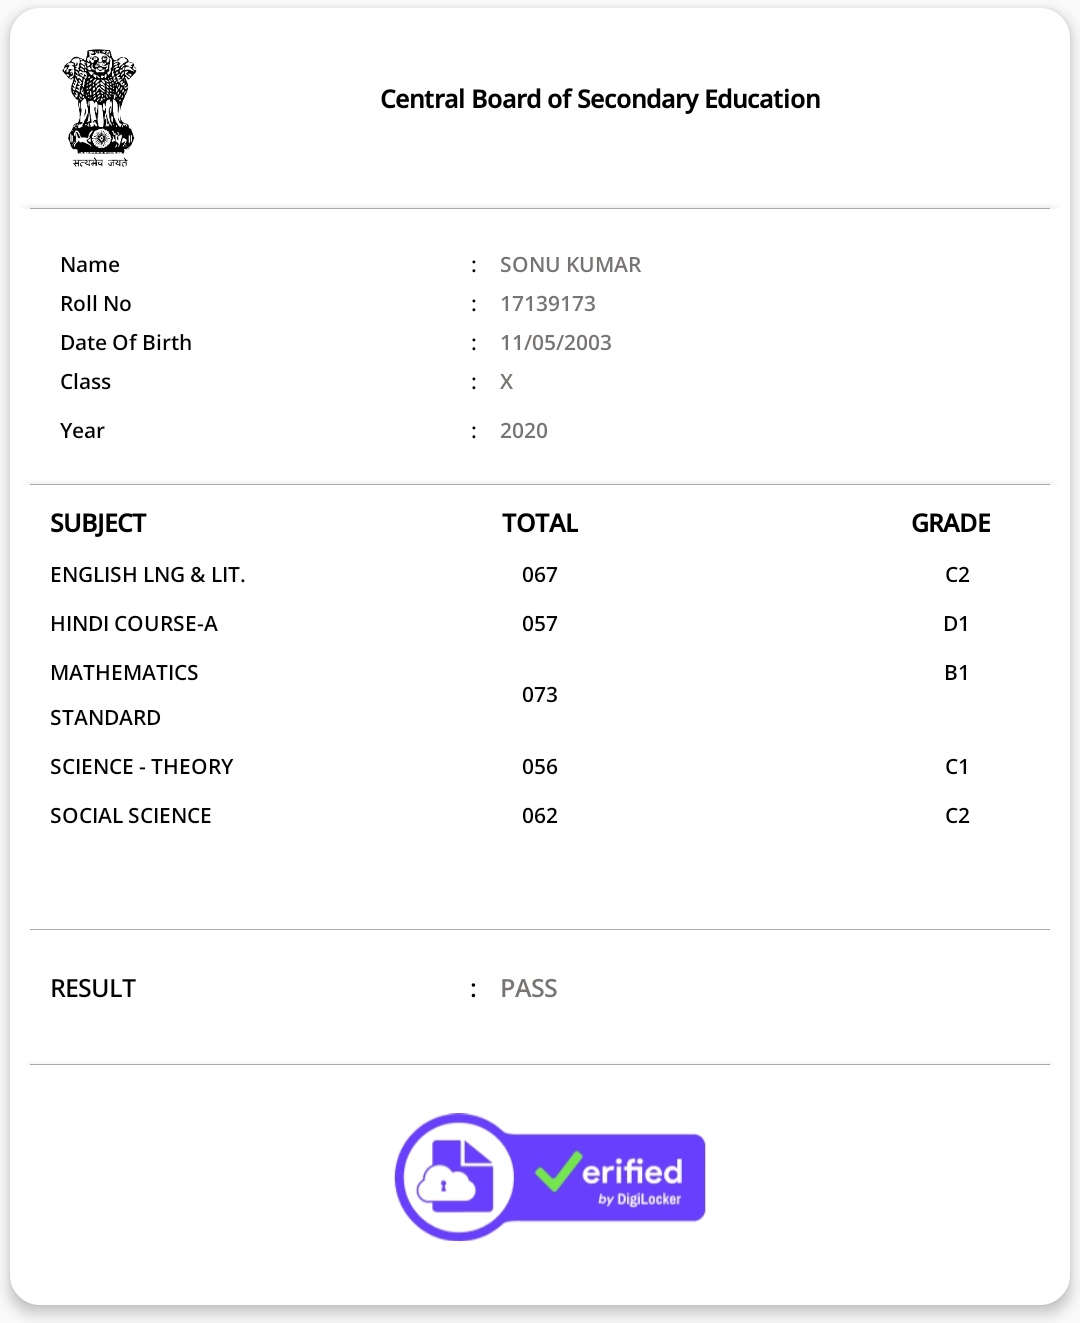 सत्यमेव जयते
Central Board of Secondary Education
Name : SONU KUMAR
Roll No : 17139173
Date Of Birth : 11/05/2003
Class : X
Year : 2020
SUBJECT TOTAL GRADE
ENGLISH LNG & LIT. 067 C2
HINDI COURSE-A 057 D1
MATHEMATICS STANDARD 073 B1
SCIENCE - THEORY 056 C1
SOCIAL SCIENCE 062 C2
RESULT : PASS
Verified
by DigiLocker